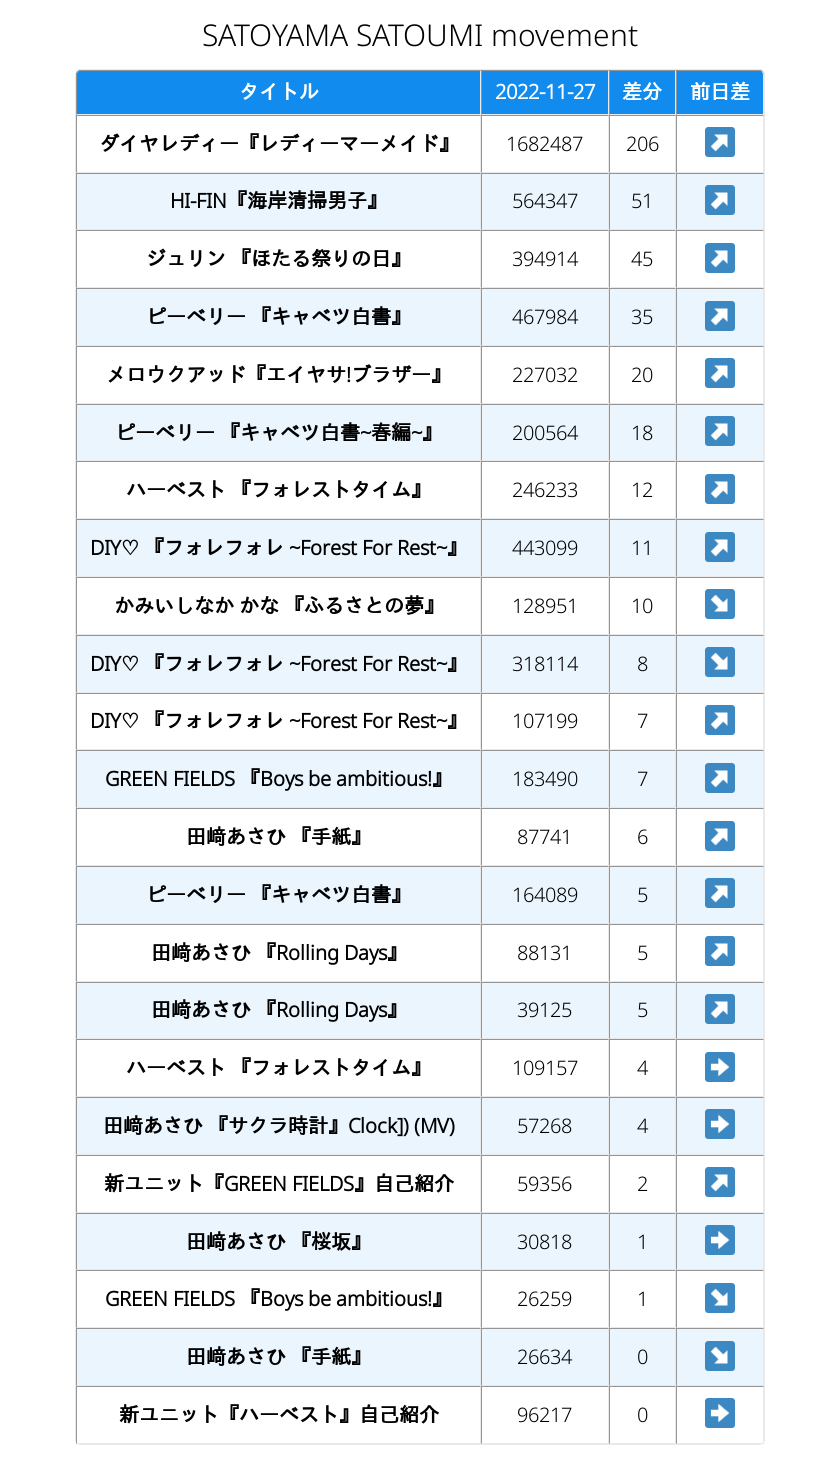 SATOYAMA SATOUMI movement
タイトル 2022-11-27 差分 前日差
ダイヤレディー『レディーマーメイド』 1682487 206
HI-FIN『海岸清掃男子』 564347 51
ジュリン 『ほたる祭りの日』 394914 45
ピーベリー 『キャベツ白書』 467984 35
メロウクアッド『エイヤサ!ブラザー』 227032 20
ピーベリー 『キャベツ白書~春編~』 200564 18
ハーベスト 『フォレストタイム』 246233 12
DIY♡ 『フォレフォレ ~Forest For Rest~』 443099 11
かみいしなか かな 『ふるさとの夢』 128951 10
DIY♡ 『フォレフォレ ~Forest For Rest~』 318114 8
DIY♡ 『フォレフォレ ~Forest For Rest~』 107199 7
GREEN FIELDS 『Boys be ambitious!』 183490 7
田﨑あさひ 『手紙』 87741 6
ピーベリー 『キャベツ白書』 164089 5
田﨑あさひ 『Rolling Days』 88131 5
田﨑あさひ 『Rolling Days』 39125 5
ハーベスト 『フォレストタイム』 109157 4
田﨑あさひ 『サクラ時計』Clock]) (MV) 57268 4
新ユニット『GREEN FIELDS』自己紹介 59356 2
田﨑あさひ 『桜坂』 30818 1
GREEN FIELDS 『Boys be ambitious!』 26259 1
田﨑あさひ 『手紙』 26634 0
新ユニット『ハーベスト』自己紹介 96217 0